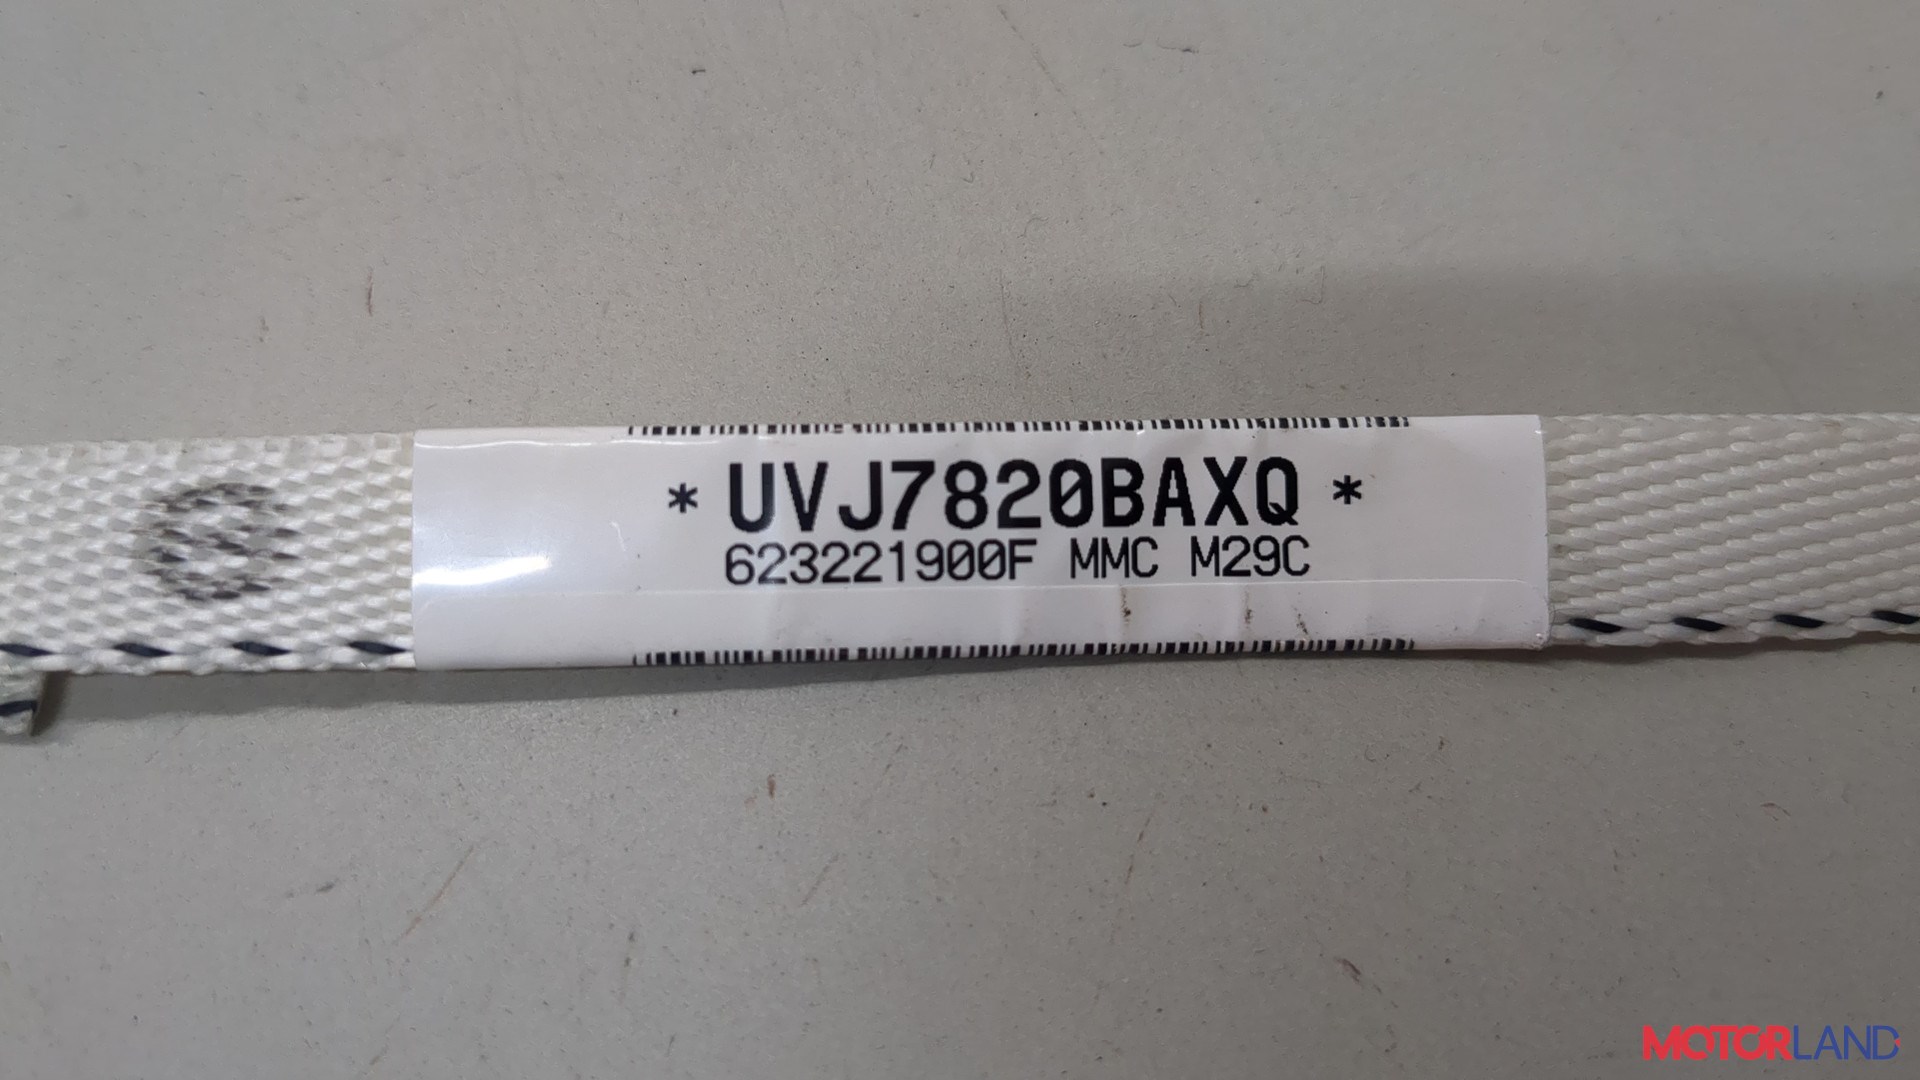 * UVJ7820BAXQ *
623221900F MMC M29C
MOTORLAND